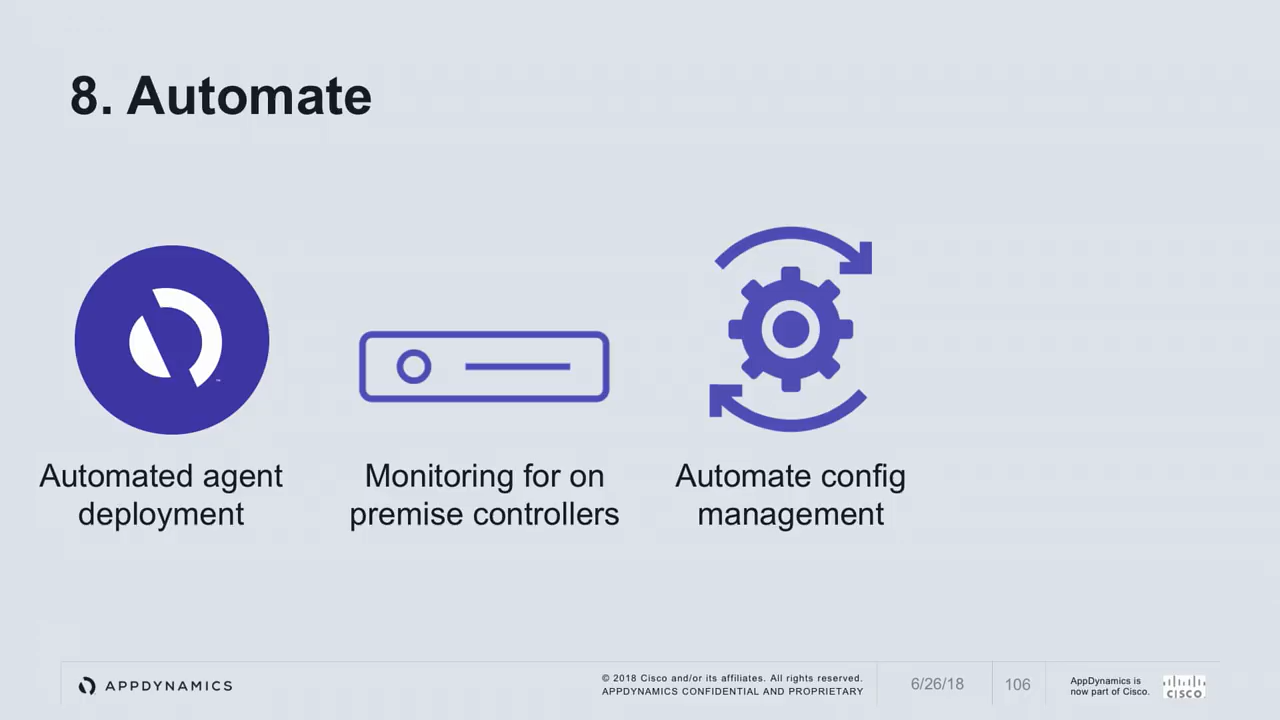 8. Automate
Automated agent
deployment
Monitoring for on
premise controllers
Automate config
management
APPDYNAMICS
© 2018 Cisco and/or its affiliates. All rights reserved.
APPDYNAMICS CONFIDENTIAL AND PROPRIETARY
6/26/18
106
AppDynamics is
now part of Cisco.
CISCO